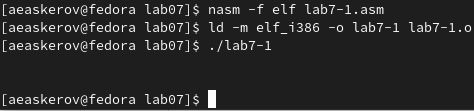 [aeaskerov@fedora lab07]$ nasm -f elf lab7-1.asm
[aeaskerov@fedora lab07]$ ld -m elf_i386 -o lab7-1 lab7-1.o
[aeaskerov@fedora lab07]$ ./lab7-1
[aeaskerov@fedora lab07]$